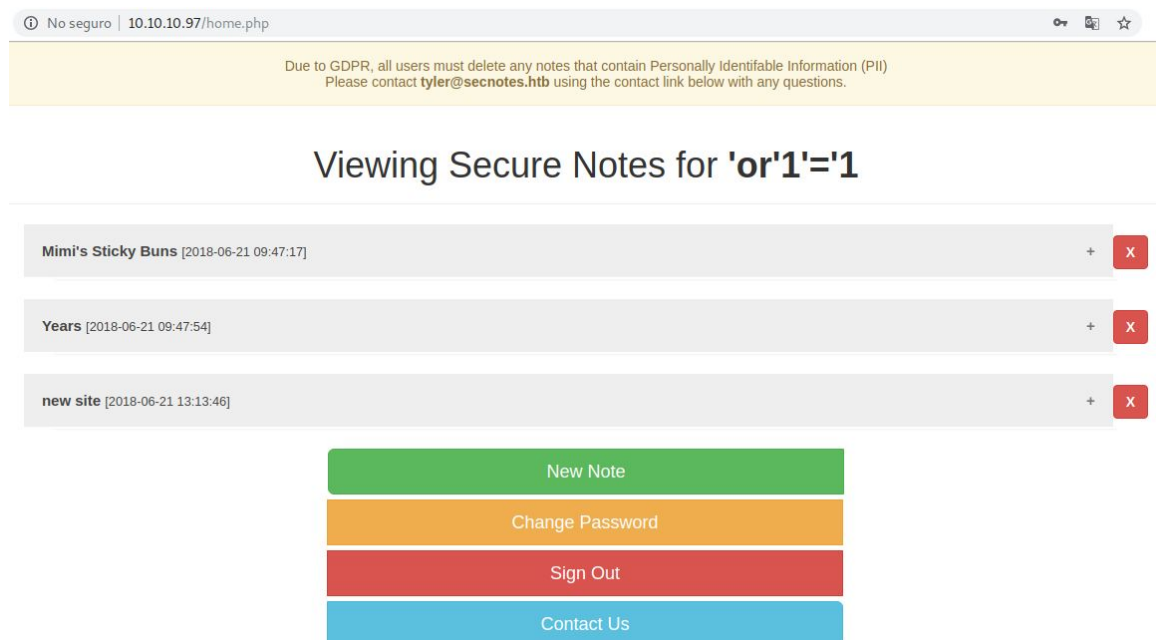 No seguro | 10.10.10.97/home.php
Due to GDPR, all users must delete any notes that contain Personally Identifable Information (PII)
Please contact tyler@secnotes.htb using the contact link below with any questions.
Viewing Secure Notes for 'or'1'='1
Mimi's Sticky Buns [2018-06-21 09:47:17] + X
Years [2018-06-21 09:47:54] + X
new site [2018-06-21 13:13:46] + X
New Note
Change Password
Sign Out
Contact Us